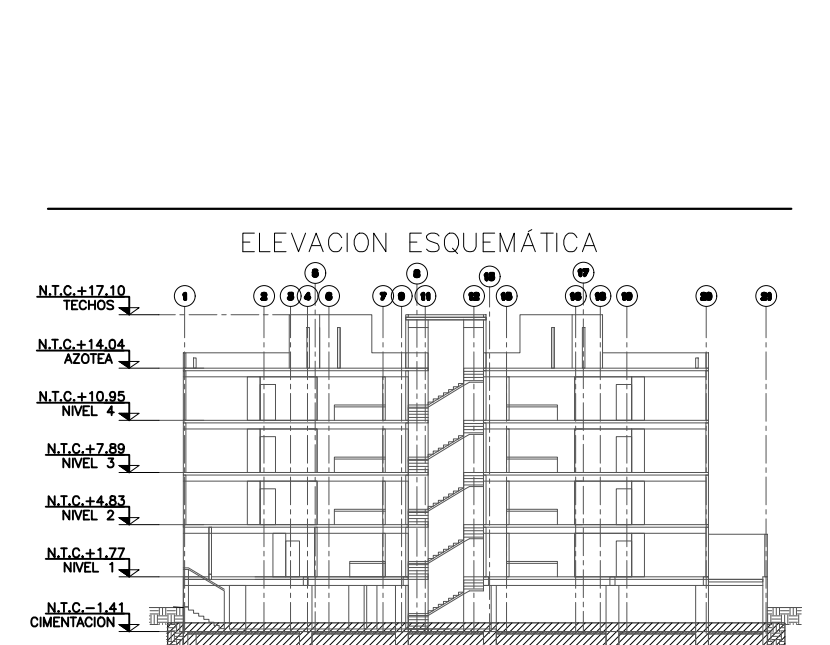 ELEVACION ESQUEMÁTICA
5 8 15 17
1 2 3 4 6 7 9 11 12 13 16 18 19 20 21
N.T.C.+17.10
TECHOS
N.T.C.+14.04
AZOTEA
N.T.C.+10.95
NIVEL 4
N.T.C.+7.89
NIVEL 3
N.T.C.+4.83
NIVEL 2
N.T.C.+1.77
NIVEL 1
N.T.C.-1.41
CIMENTACION